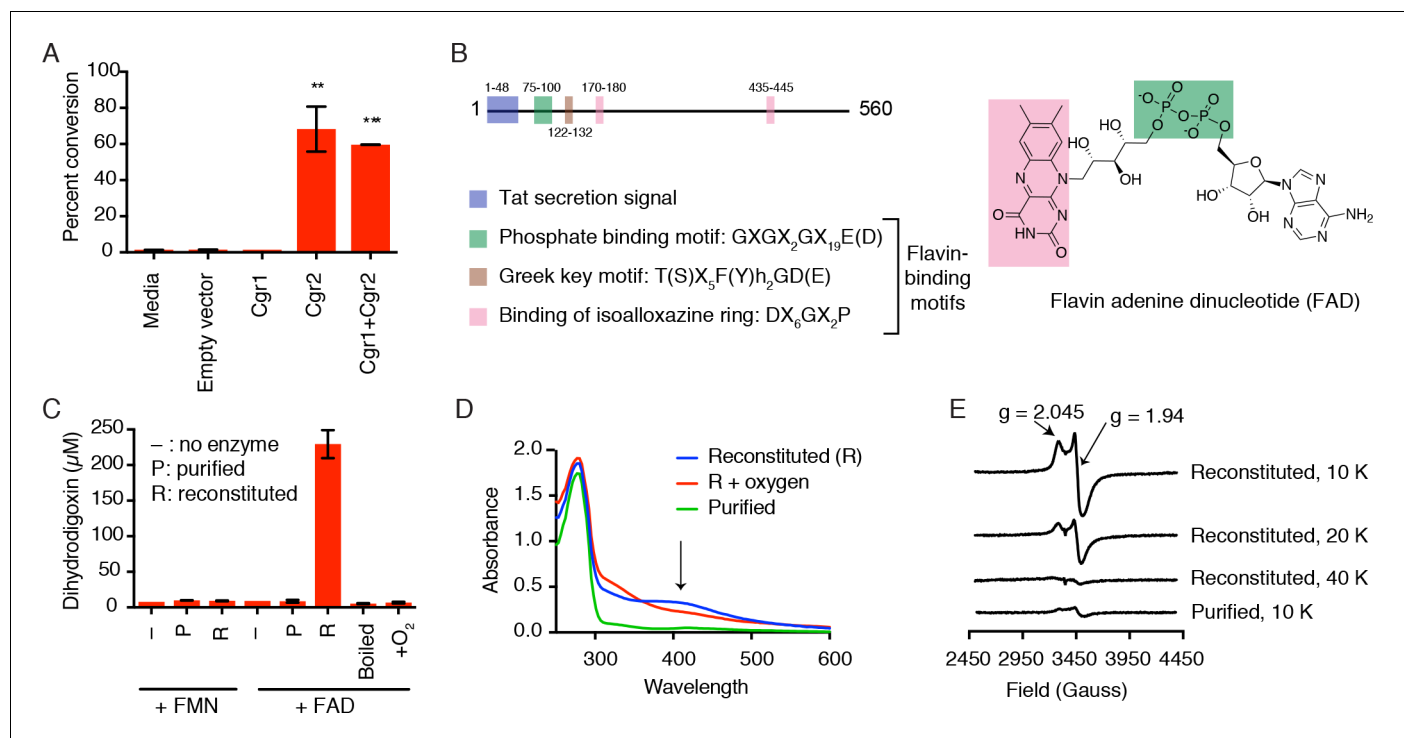 A
Percent conversion
100
80
60
40
20
0
**
***
Media
Empty vector
Cgr1
Cgr2
Cgr1+Cgr2
B
1-48
75-100
170-180
435-445
1
560
122-132
Tat secretion signal
Phosphate binding motif: GXGX₂GX₁₉E(D)
Greek key motif: T(S)X₅F(Y)h₂GD(E)
Binding of isoalloxazine ring: DX₆GX₂P
Flavin-
binding
motifs
Flavin adenine dinucleotide (FAD)
C
Dihydrodigoxin (µM)
250
200
150
100
50
0
– : no enzyme
P: purified
R: reconstituted
–
P
R
–
P
R
Boiled
+O₂
+ FMN
+ FAD
D
Absorbance
2.0
1.5
1.0
0.5
0.0
Reconstituted (R)
R + oxygen
Purified
300
400
500
600
Wavelength
E
g = 2.045
g = 1.94
Reconstituted, 10 K
Reconstituted, 20 K
Reconstituted, 40 K
Purified, 10 K
2450 2950 3450 3950 4450
Field (Gauss)